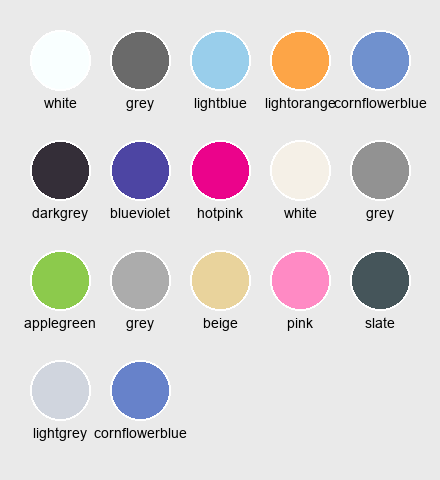 white grey lightblue lightorange cornflowerblue
darkgrey blueviolet hotpink white grey
applegreen grey beige pink slate
lightgrey cornflowerblue